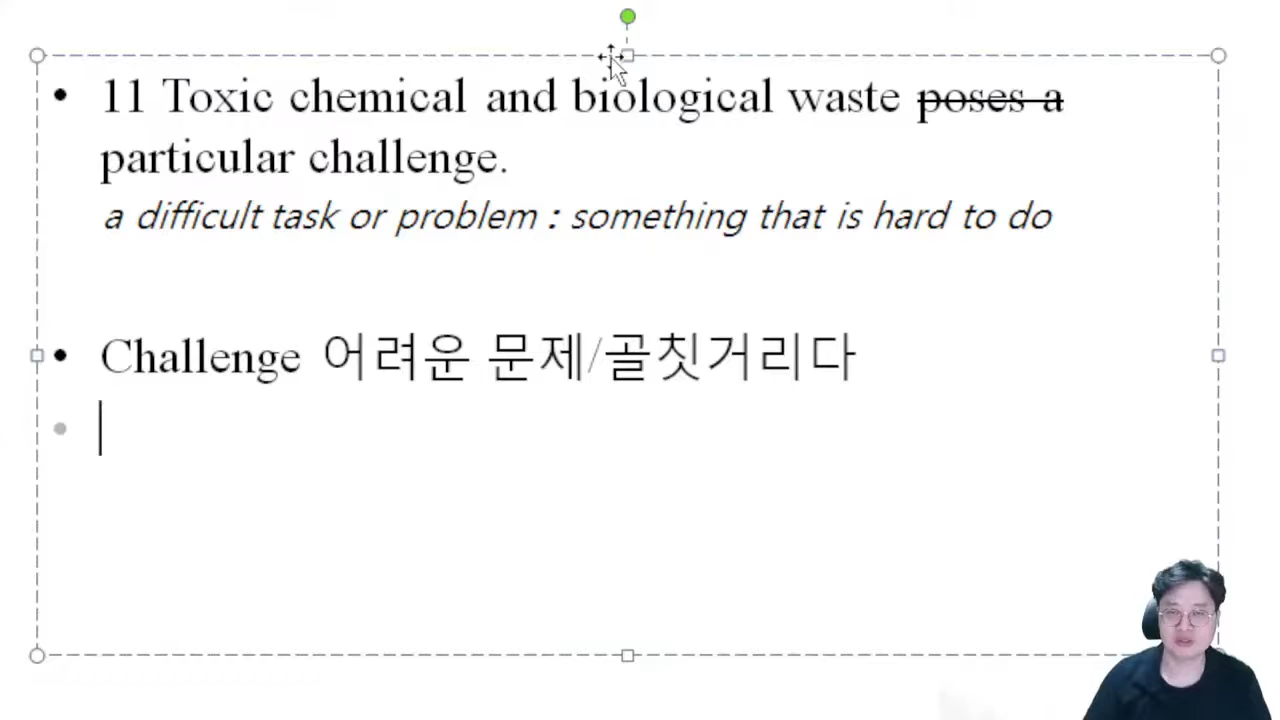 • 11 Toxic chemical and biological waste poses a
particular challenge.
a difficult task or problem : something that is hard to do
• Challenge 어려운 문제/골칫거리다